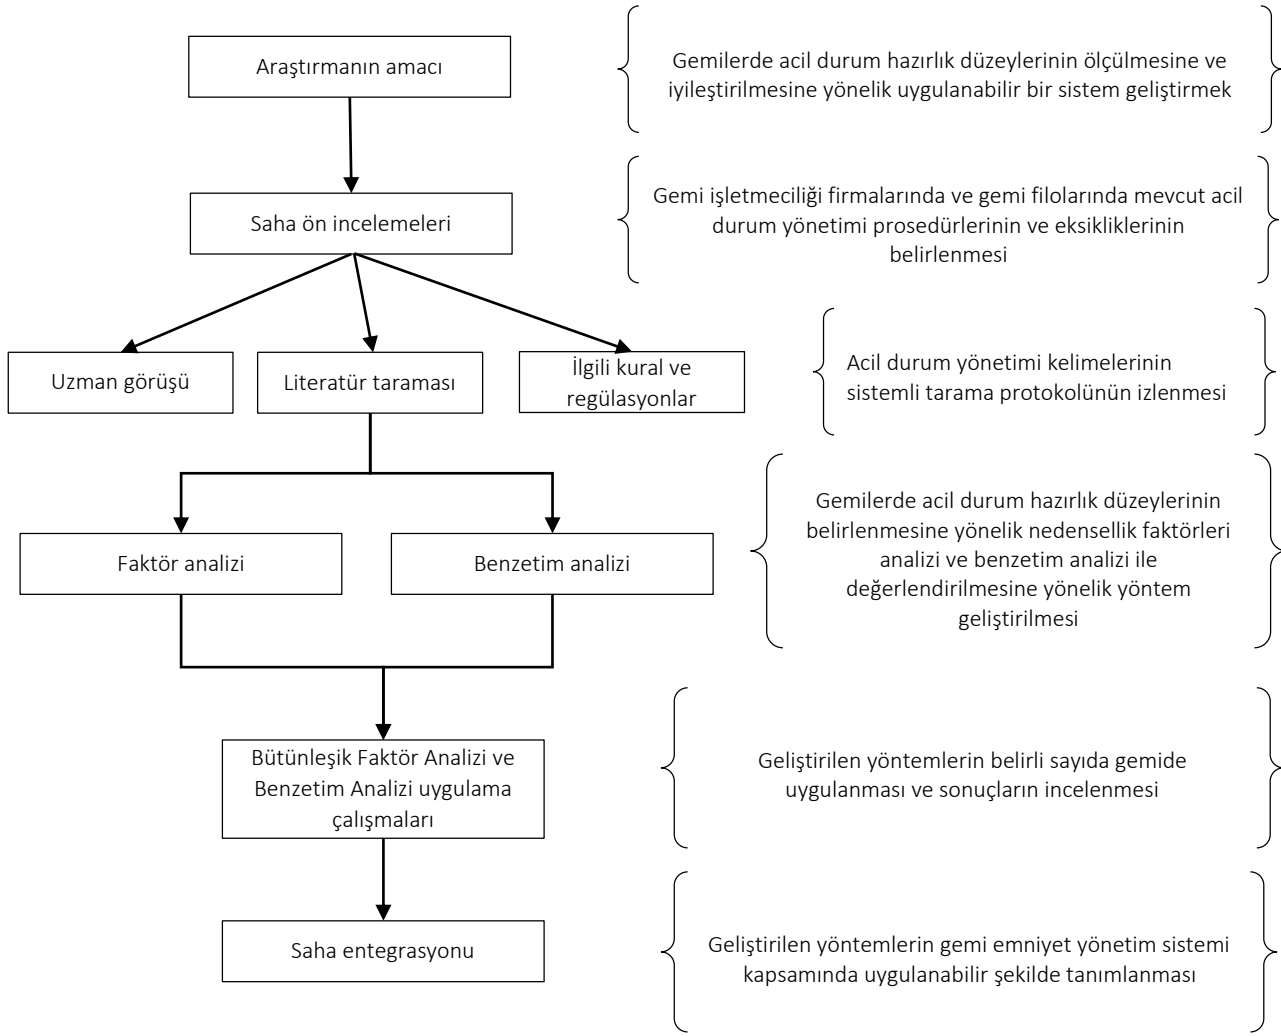 Araştırmanın amacı
Gemilerde acil durum hazırlık düzeylerinin ölçülmesine ve
iyileştirilmesine yönelik uygulanabilir bir sistem geliştirmek
Saha ön incelemeleri
Gemi işletmeciliği firmalarında ve gemi filolarında mevcut acil
durum yönetimi prosedürlerinin ve eksikliklerinin
belirlenmesi
Uzman görüşü
Literatür taraması
İlgili kural ve
regülasyonlar
Acil durum yönetimi kelimelerinin
sistemli tarama protokolünün izlenmesi
Faktör analizi
Benzetim analizi
Gemilerde acil durum hazırlık düzeylerinin
belirlenmesine yönelik nedensellik faktörleri
analizi ve benzetim analizi ile
değerlendirilmesine yönelik yöntem
geliştirilmesi
Bütünleşik Faktör Analizi ve
Benzetim Analizi uygulama
çalışmaları
Geliştirilen yöntemlerin belirli sayıda gemide
uygulanması ve sonuçların incelenmesi
Saha entegrasyonu
Geliştirilen yöntemlerin gemi emniyet yönetim sistemi
kapsamında uygulanabilir şekilde tanımlanması